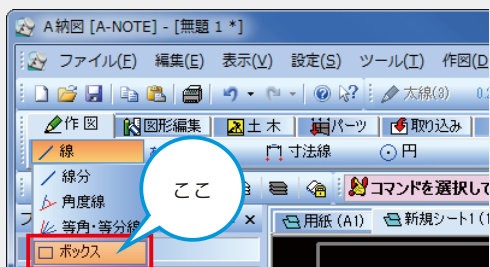 A納図 [A-NOTE] - [無題 1 *]
ファイル(F) 編集(E) 表示(V) 設定(S) ツール(T) 作図(D
太線(3) 0.
作図 図形編集 土木 庭パーツ 取り込み
線 寸法線 円
線分
角度線
等角・等分線
ボックス
ここ
コマンドを選択して
用紙 (A1) 新規シート1 (1